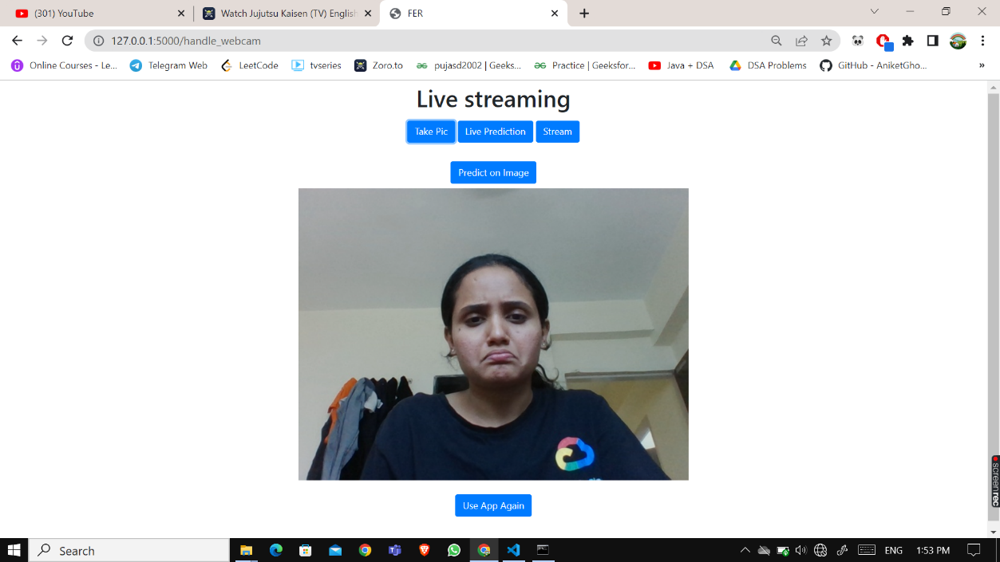 (301) YouTube
Watch Jujutsu Kaisen (TV) English
FER
127.0.0.1:5000/handle_webcam
Online Courses - Le...
Telegram Web
LeetCode
tvseries
Zoro.to
pujasd2002 | Geeks...
Practice | Geeksfor...
Java + DSA
DSA Problems
GitHub - AniketGho...
»
Live streaming
Take Pic
Live Prediction
Stream
Predict on Image
Use App Again
screenrec
Search
ENG
1:53 PM